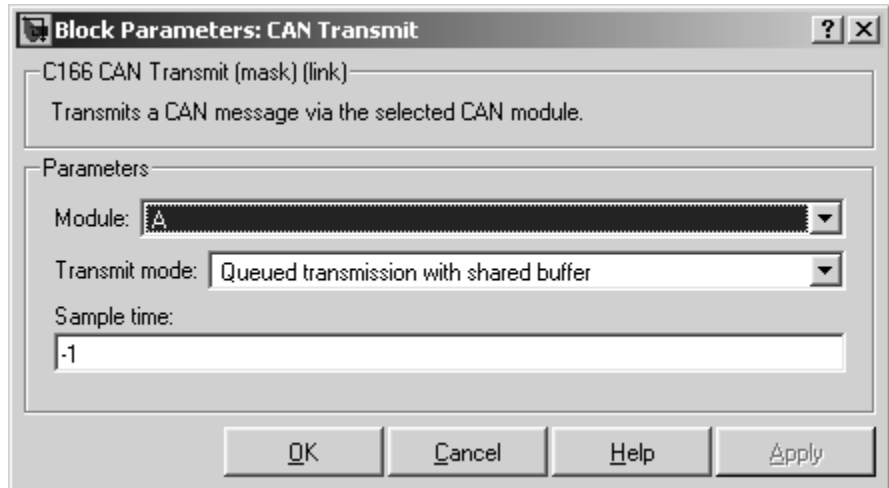 Block Parameters: CAN Transmit
C166 CAN Transmit (mask) (link)
Transmits a CAN message via the selected CAN module.
Parameters
Module: A
Transmit mode: Queued transmission with shared buffer
Sample time:
-1
OK Cancel Help Apply